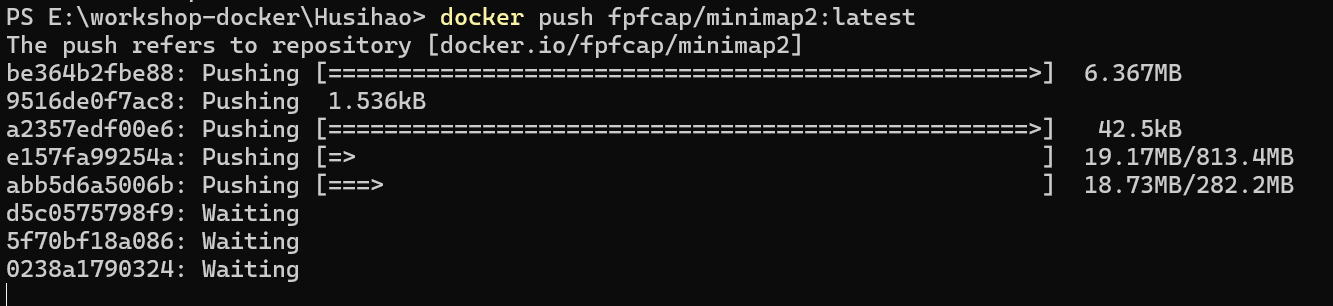 PS E:\workshop-docker\Husihao> docker push fpfcap/minimap2:latest
The push refers to repository [docker.io/fpfcap/minimap2]
be364b2fbe88: Pushing [==================================================>]  6.367MB
9516de0f7ac8: Pushing  1.536kB
a2357edf00e6: Pushing [==================================================>]   42.5kB
e157fa99254a: Pushing [=>                                                 ]  19.17MB/813.4MB
abb5d6a5006b: Pushing [===>                                               ]  18.73MB/282.2MB
d5c0575798f9: Waiting
5f70bf18a086: Waiting
0238a1790324: Waiting